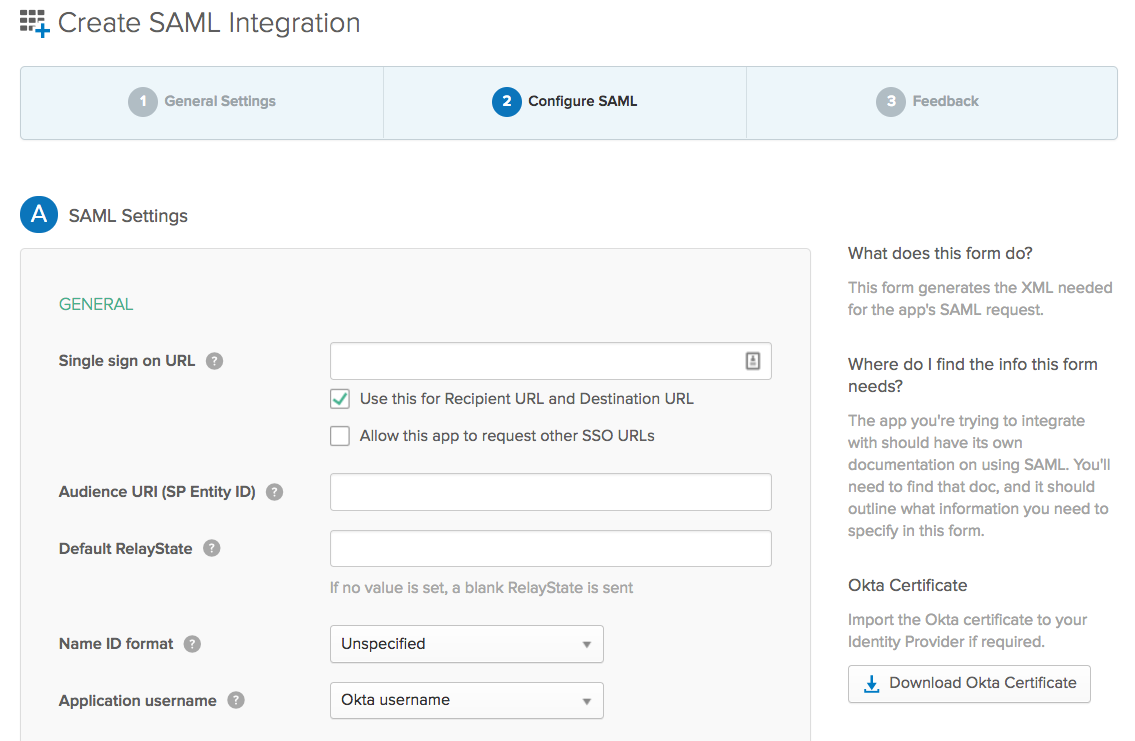 Create SAML Integration
1 General Settings
2 Configure SAML
3 Feedback
A SAML Settings
GENERAL
Single sign on URL ?
Use this for Recipient URL and Destination URL
Allow this app to request other SSO URLs
Audience URI (SP Entity ID) ?
Default RelayState ?
If no value is set, a blank RelayState is sent
Name ID format ? Unspecified
Application username ? Okta username
What does this form do?
This form generates the XML needed
for the app's SAML request.
Where do I find the info this form
needs?
The app you're trying to integrate
with should have its own
documentation on using SAML. You'll
need to find that doc, and it should
outline what information you need to
specify in this form.
Okta Certificate
Import the Okta certificate to your
Identity Provider if required.
Download Okta Certificate